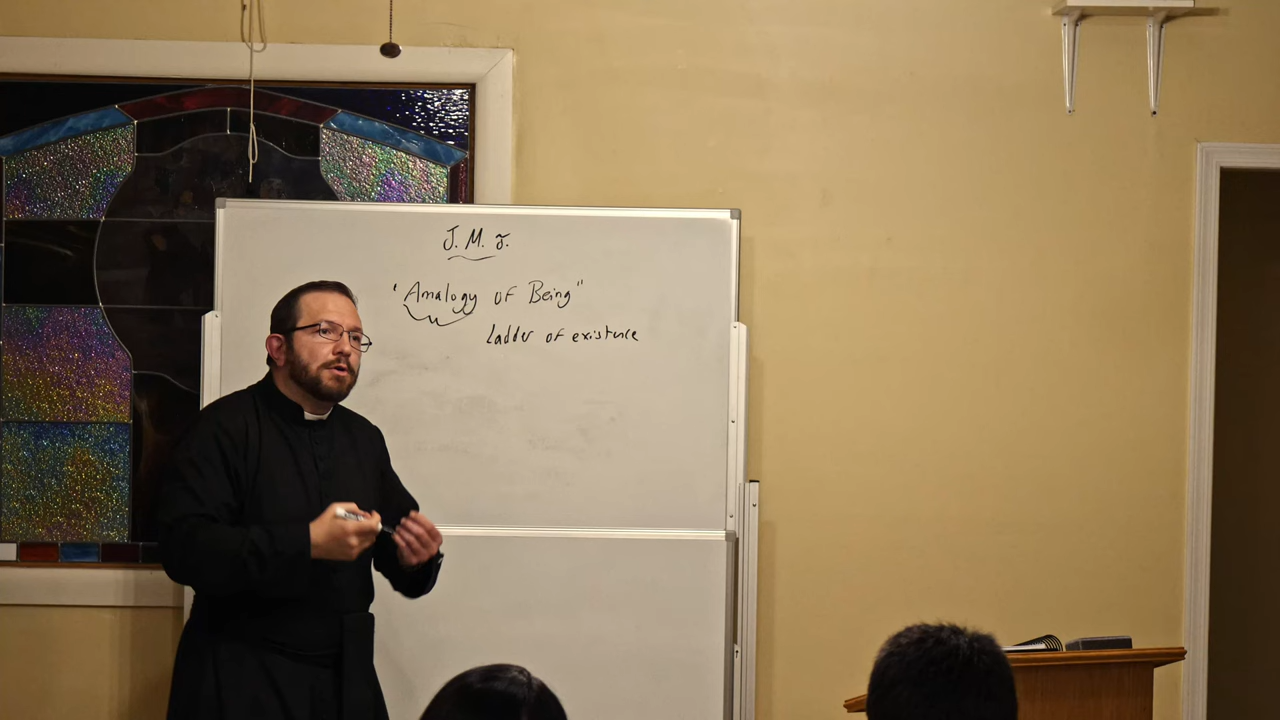 J. M. J.
"Analogy of Being"
Ladder of existence